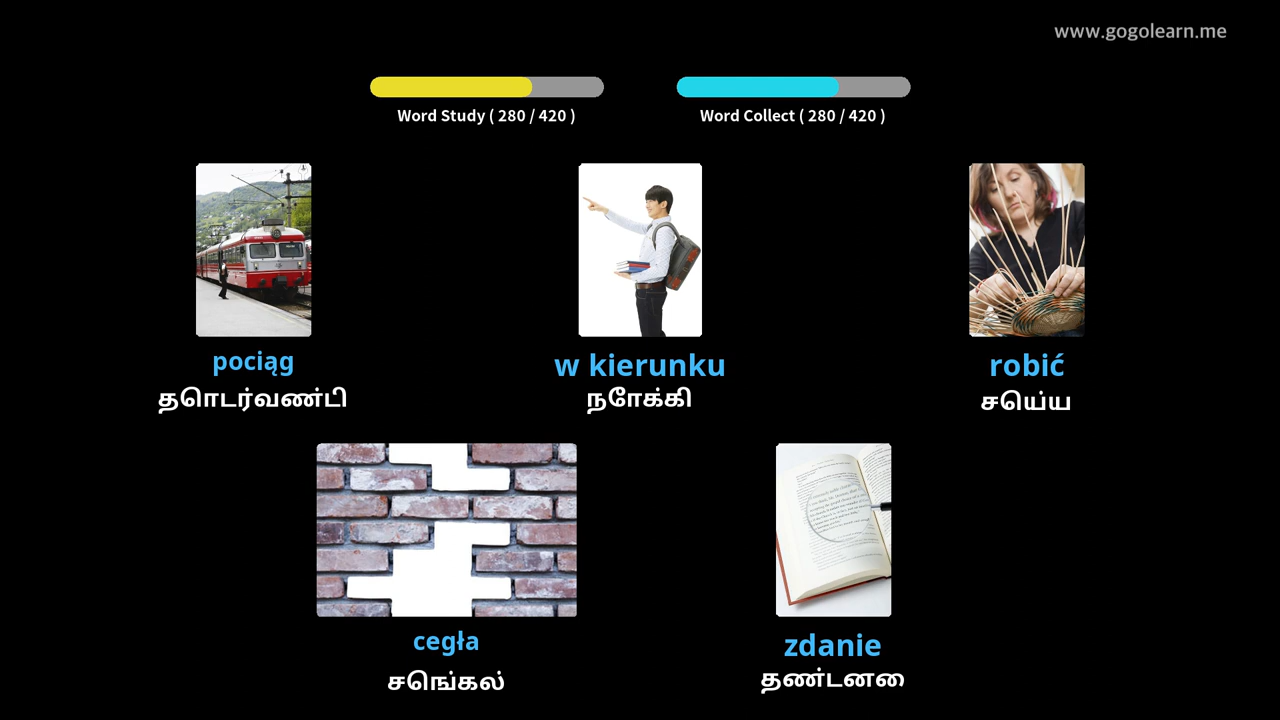 www.gogolearn.me
Word Study ( 280 / 420 )
Word Collect ( 280 / 420 )
pociąg
தொடர்வண்டி
w kierunku
நோக்கி
robić
செய்ய
cegła
செங்கல்
zdanie
தண்டனை